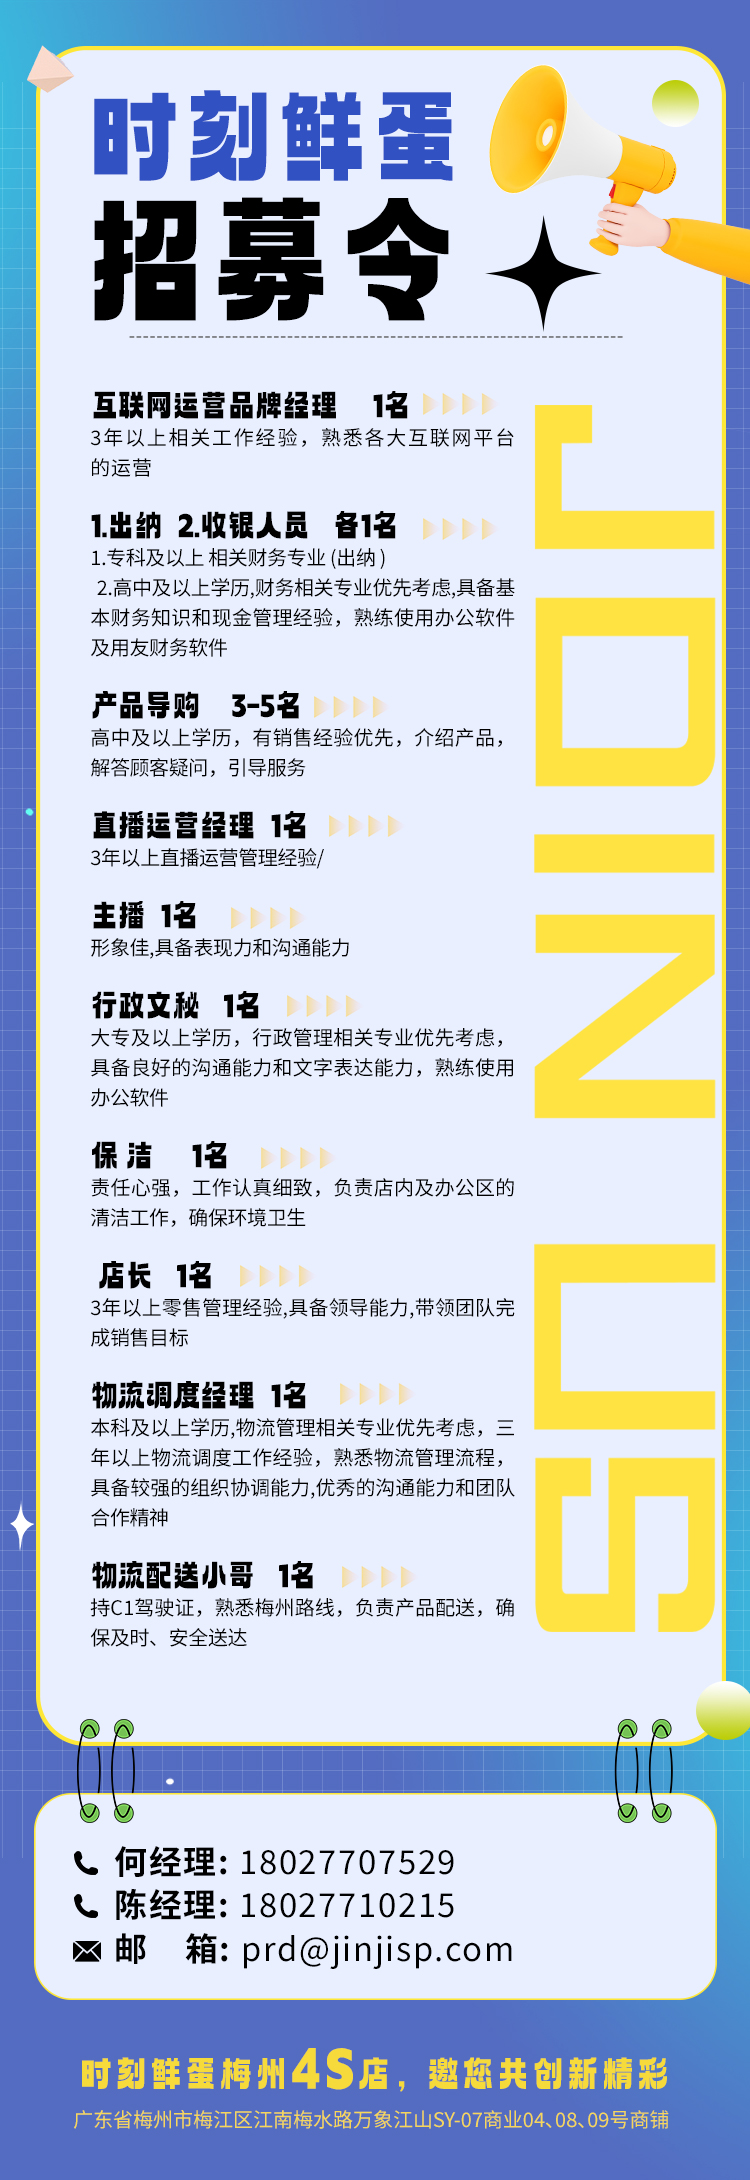 时刻鲜蛋
招募令
互联网运营品牌经理 1名
3年以上相关工作经验，熟悉各大互联网平台
的运营
1.出纳 2.收银人员 各1名
1.专科及以上 相关财务专业 (出纳)
2.高中及以上学历,财务相关专业优先考虑,具备基
本财务知识和现金管理经验，熟练使用办公软件
及用友财务软件
产品导购 3-5名
高中及以上学历，有销售经验优先，介绍产品，
解答顾客疑问，引导服务
直播运营经理 1名
3年以上直播运营管理经验/
主播 1名
形象佳,具备表现力和沟通能力
行政文秘 1名
大专及以上学历，行政管理相关专业优先考虑，
具备良好的沟通能力和文字表达能力，熟练使用
办公软件
保 洁 1名
责任心强，工作认真细致，负责店内及办公区的
清洁工作，确保环境卫生
店长 1名
3年以上零售管理经验,具备领导能力,带领团队完
成销售目标
物流调度经理 1名
本科及以上学历,物流管理相关专业优先考虑，三
年以上物流调度工作经验，熟悉物流管理流程，
具备较强的组织协调能力,优秀的沟通能力和团队
合作精神
物流配送小哥 1名
持C1驾驶证，熟悉梅州路线，负责产品配送，确
保及时、安全送达
JOIN US
何经理: 18027707529
陈经理: 18027710215
邮 箱: prd@jinjisp.com
时刻鲜蛋梅州4S店，邀您共创新精彩
广东省梅州市梅江区江南梅水路万象江山SY-07商业04、08、09号商铺